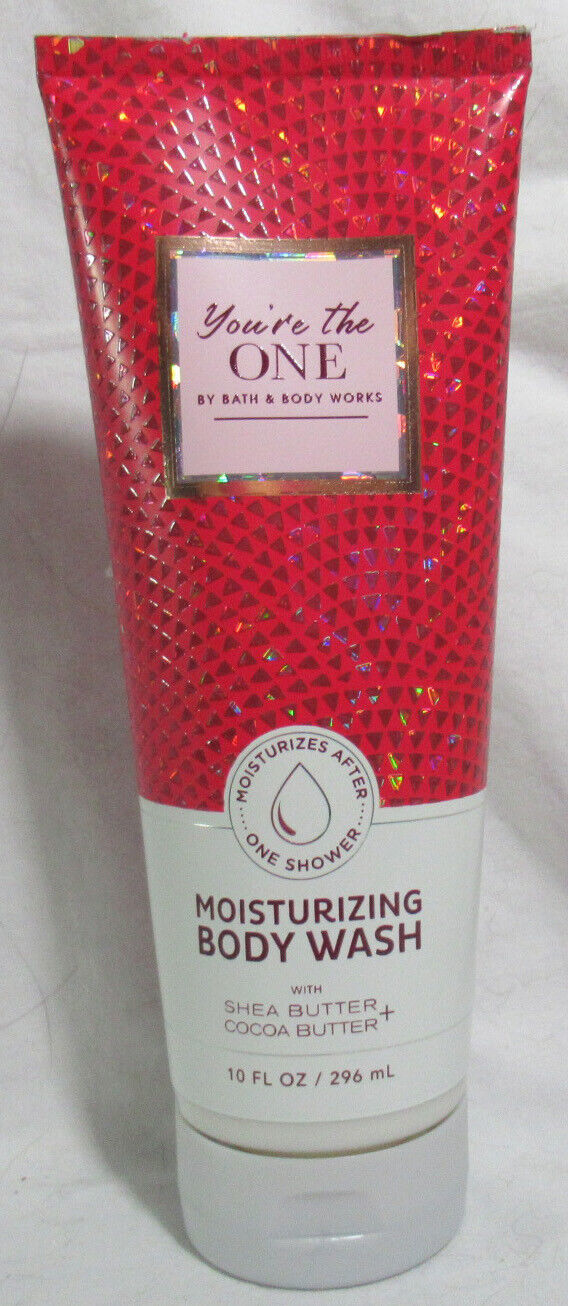 You're the
ONE
BY BATH & BODY WORKS
MOISTURIZES AFTER
ONE SHOWER
MOISTURIZING
BODY WASH
WITH
SHEA BUTTER +
COCOA BUTTER
10 FL OZ / 296 mL